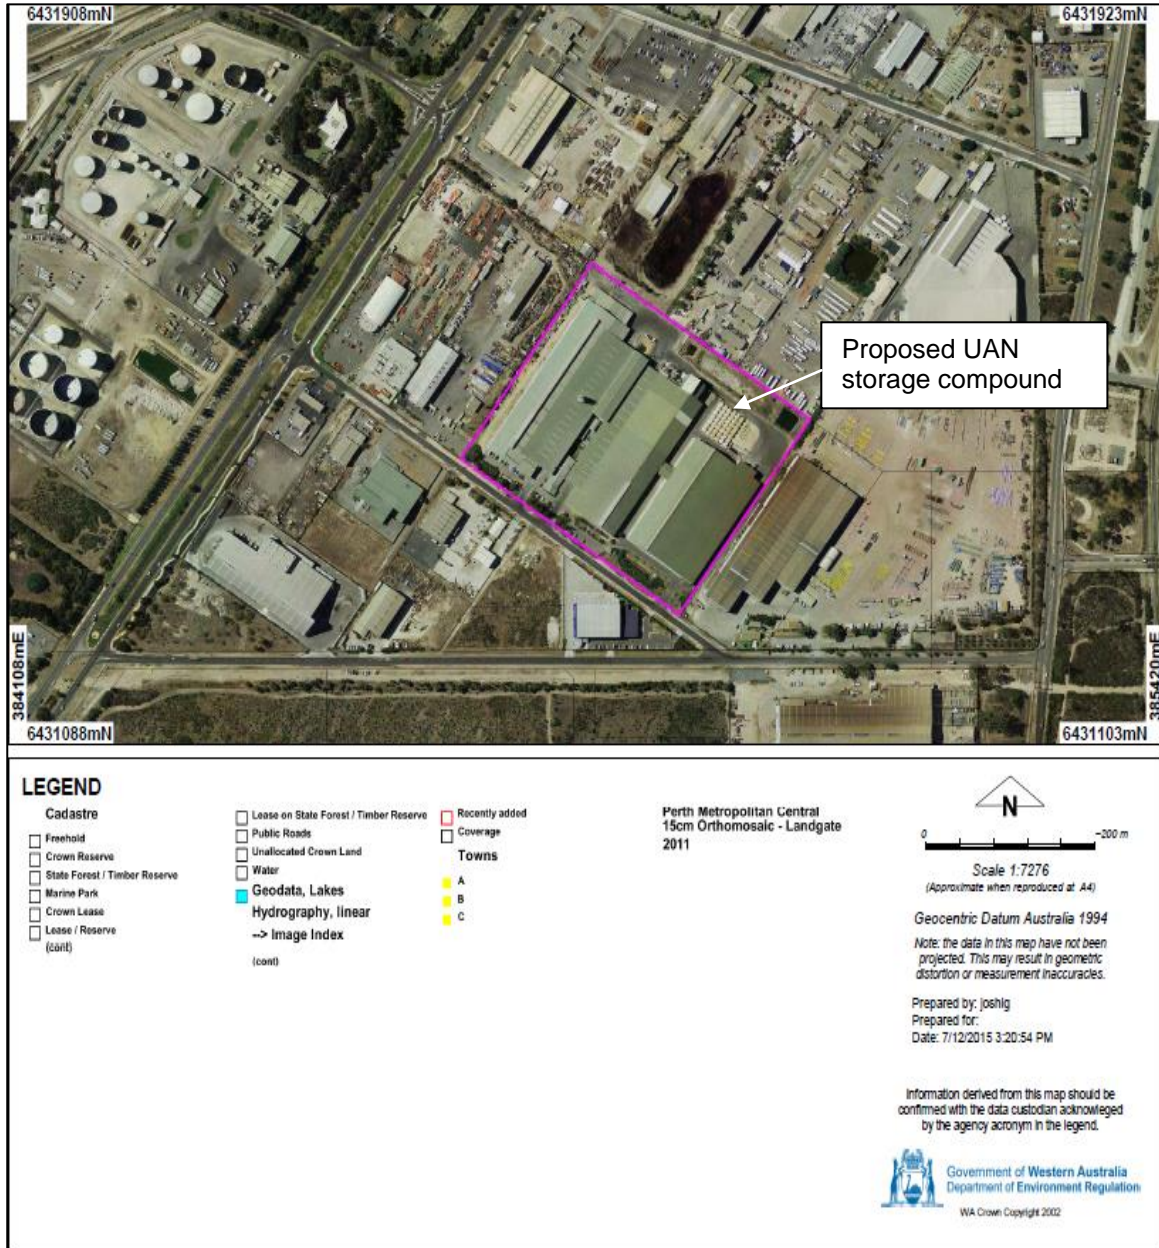 6431908mN
6431923mN
Proposed UAN
storage compound
384108mE
385420mE
6431088mN
6431103mN
LEGEND
Cadastre
Freehold
Crown Reserve
State Forest / Timber Reserve
Marine Park
Crown Lease
Lease / Reserve
(cont)
Lease on State Forest / Timber Reserve
Public Roads
Unallocated Crown Land
Water
Geodata, Lakes
Hydrography, linear
--> Image Index
(cont)
Recently added
Coverage
Towns
A
B
C
Perth Metropolitan Central
15cm Orthomosaic - Landgate
2011
N
0
~200 m
Scale 1:7276
(Approximate when reproduced at A4)
Geocentric Datum Australia 1994
Note: the data in this map have not been
projected. This may result in geometric
distortion or measurement inaccuracies.
Prepared by: joshig
Prepared for:
Date: 7/12/2015 3:20:54 PM
Information derived from this map should be
confirmed with the data custodian acknowleged
by the agency acronym in the legend.
Government of Western Australia
Department of Environment Regulation
WA Crown Copyright 2002